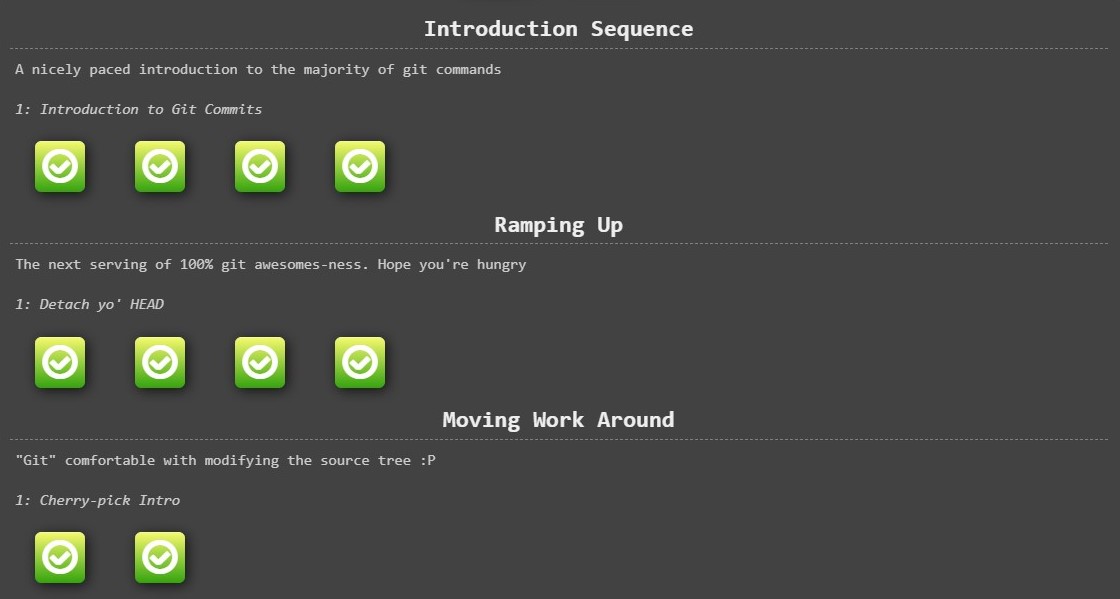 Introduction Sequence
A nicely paced introduction to the majority of git commands
1: Introduction to Git Commits
Ramping Up
The next serving of 100% git awesomes-ness. Hope you're hungry
1: Detach yo' HEAD
Moving Work Around
"Git" comfortable with modifying the source tree :P
1: Cherry-pick Intro